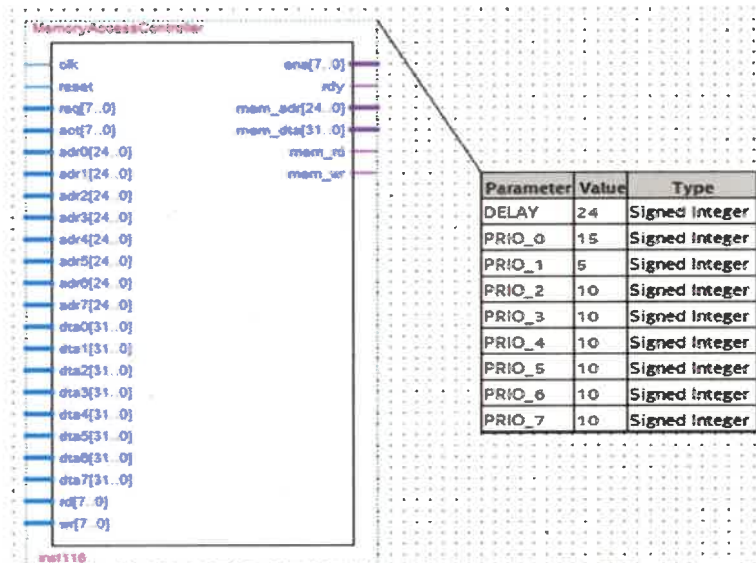 MemoryAccessController
clk
reset
req[7..0]
act[7..0]
adr0[24..0]
adr1[24..0]
adr2[24..0]
adr3[24..0]
adr4[24..0]
adr5[24..0]
adr6[24..0]
adr7[24..0]
dta0[31..0]
dta1[31..0]
dta2[31..0]
dta3[31..0]
dta4[31..0]
dta5[31..0]
dta6[31..0]
dta7[31..0]
rd[7..0]
wr[7..0]
ena[7..0]
rdy
mem_adr[24..0]
mem_dta[31..0]
mem_rd
mem_wr
inst116
Parameter Value Type
DELAY 24 Signed Integer
PRIO_0 15 Signed Integer
PRIO_1 5 Signed Integer
PRIO_2 10 Signed Integer
PRIO_3 10 Signed Integer
PRIO_4 10 Signed Integer
PRIO_5 10 Signed Integer
PRIO_6 10 Signed Integer
PRIO_7 10 Signed Integer